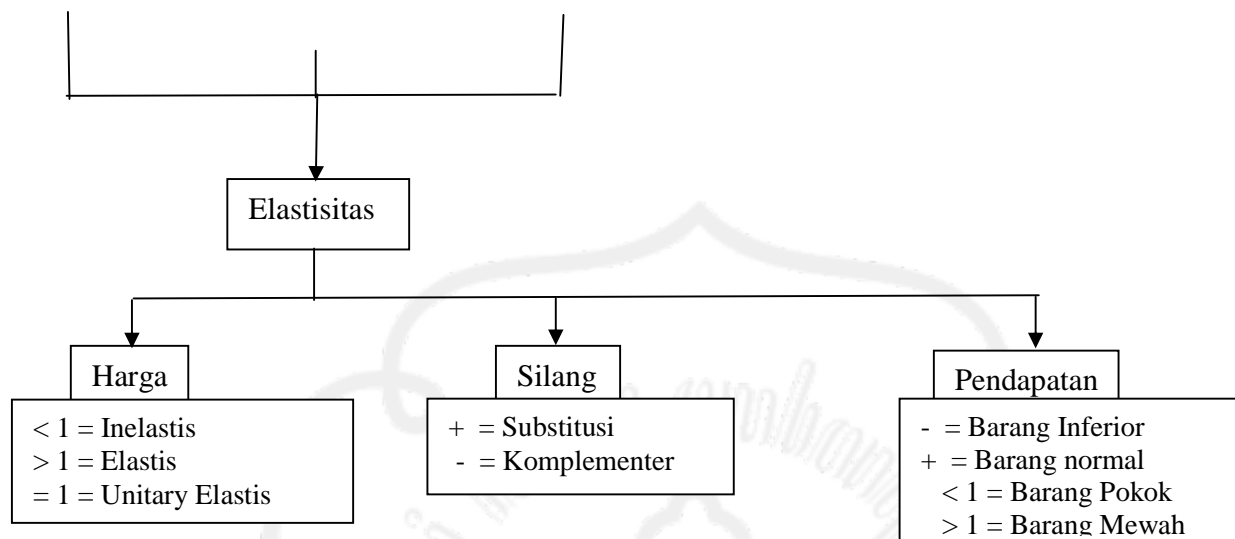 Elastisitas
Harga
< 1 = Inelastis
> 1 = Elastis
= 1 = Unitary Elastis
Silang
+ = Substitusi
- = Komplementer
Pendapatan
- = Barang Inferior
+ = Barang normal
< 1 = Barang Pokok
> 1 = Barang Mewah